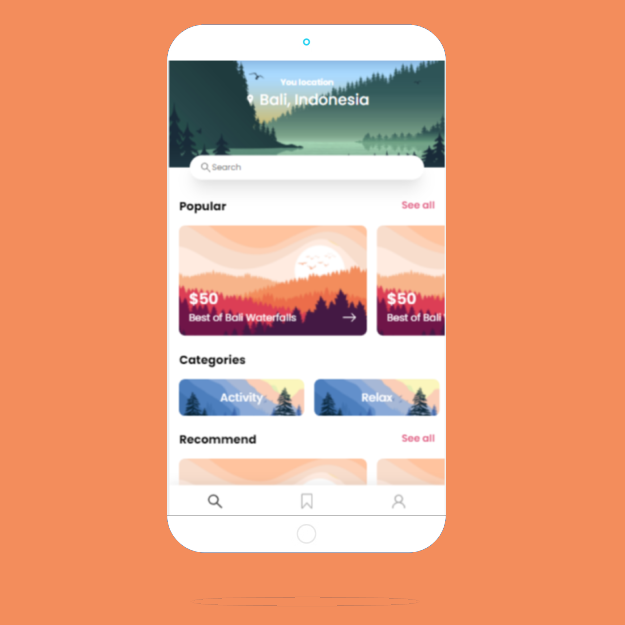 You location
Bali, Indonesia
Search
Popular
See all
$50
Best of Bali Waterfalls
$50
Best of Bali
Categories
Activity
Relax
Recommend
See all